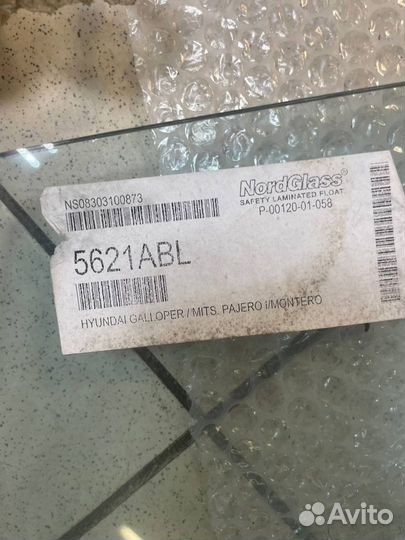 NS08303100873
NordGlass®
SAFETY LAMINATED FLOAT
P-00120-01-058
5621ABL
HYUNDAI GALLOPER / MITS. PAJERO I/MONTERO
Avito